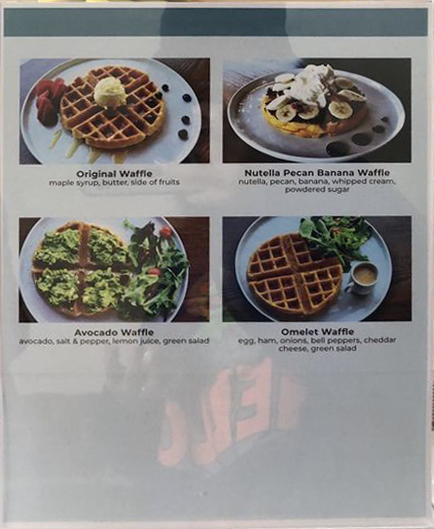 Original Waffle
maple syrup, butter, side of fruits
Nutella Pecan Banana Waffle
nutella, pecan, banana, whipped cream,
powdered sugar
Avocado Waffle
avocado, salt & pepper, lemon juice, green salad
Omelet Waffle
egg, ham, onions, bell peppers, cheddar
cheese, green salad